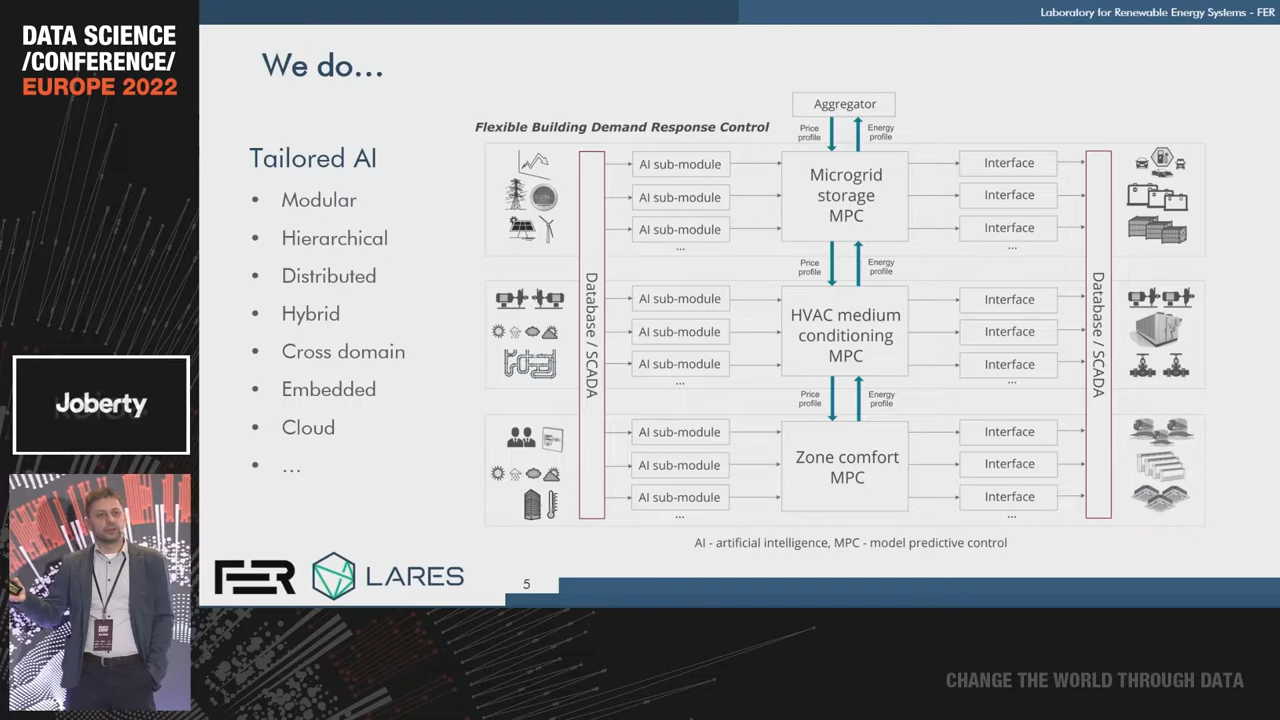 Laboratory for Renewable Energy Systems - FER
DATA SCIENCE
/CONFERENCE/
EUROPE 2022
We do...
Tailored AI
• Modular
• Hierarchical
• Distributed
• Hybrid
• Cross domain
• Embedded
• Cloud
• ...
Flexible Building Demand Response Control
Aggregator
Price profile
Energy profile
Database / SCADA
AI sub-module
AI sub-module
AI sub-module
...
Microgrid
storage
MPC
Interface
Interface
Interface
...
Database / SCADA
Price profile
Energy profile
AI sub-module
AI sub-module
AI sub-module
...
HVAC medium
conditioning
MPC
Interface
Interface
Interface
...
Price profile
Energy profile
AI sub-module
AI sub-module
AI sub-module
...
Zone comfort
MPC
Interface
Interface
Interface
...
AI - artificial intelligence, MPC - model predictive control
Joberty
FER
LARES
5
CHANGE THE WORLD THROUGH DATA